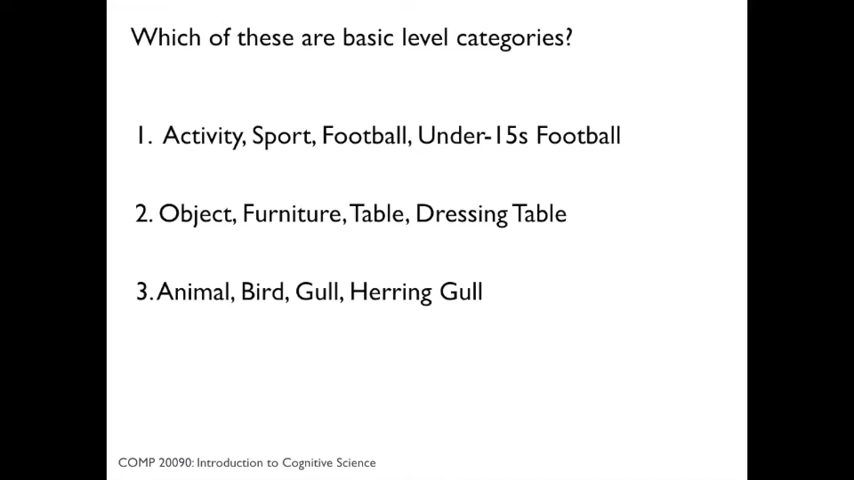 Which of these are basic level categories?
1. Activity, Sport, Football, Under-15s Football
2. Object, Furniture, Table, Dressing Table
3. Animal, Bird, Gull, Herring Gull
COMP 20090: Introduction to Cognitive Science